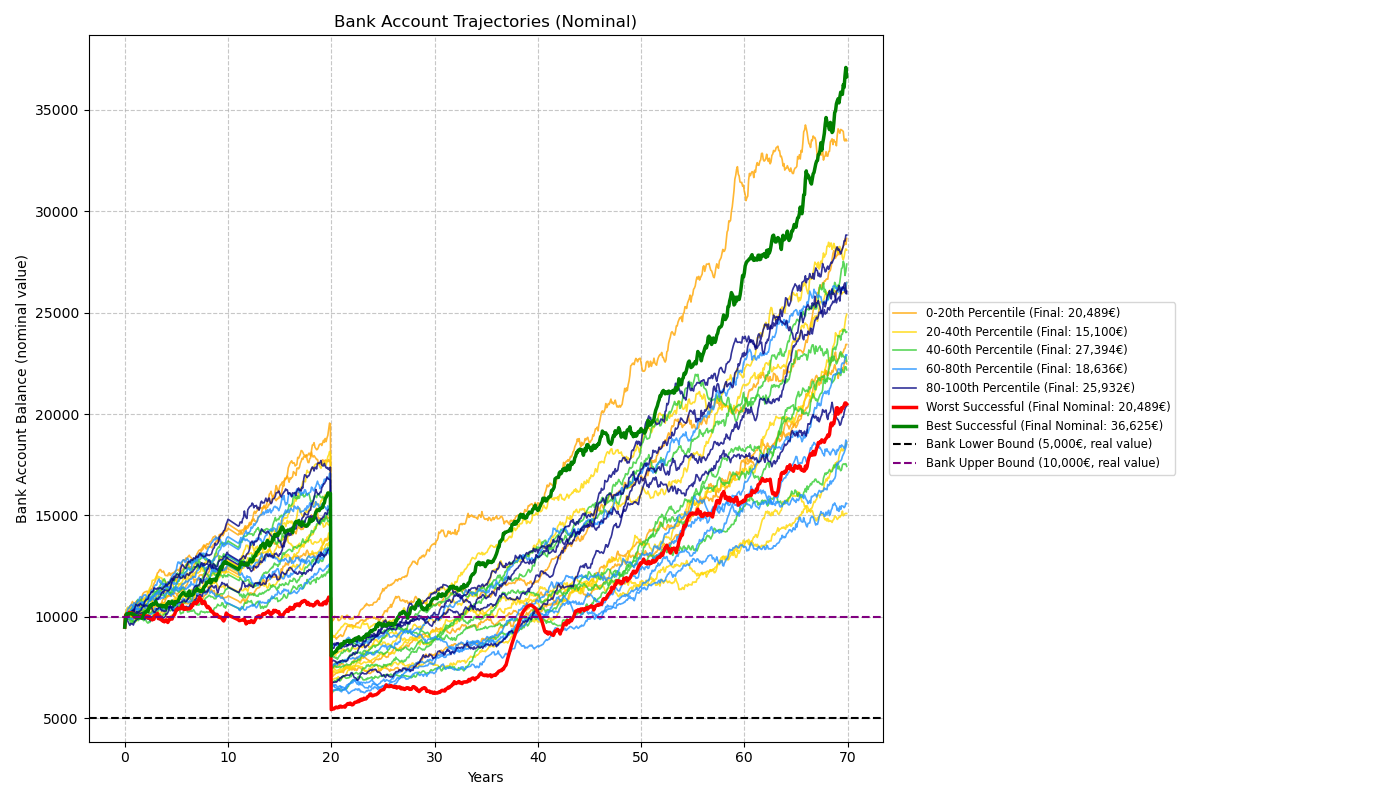 Bank Account Trajectories (Nominal)
Bank Account Balance (nominal value)
35000
30000
25000
20000
15000
10000
5000
0 10 20 30 40 50 60 70
Years
0-20th Percentile (Final: 20,489€)
20-40th Percentile (Final: 15,100€)
40-60th Percentile (Final: 27,394€)
60-80th Percentile (Final: 18,636€)
80-100th Percentile (Final: 25,932€)
Worst Successful (Final Nominal: 20,489€)
Best Successful (Final Nominal: 36,625€)
Bank Lower Bound (5,000€, real value)
Bank Upper Bound (10,000€, real value)